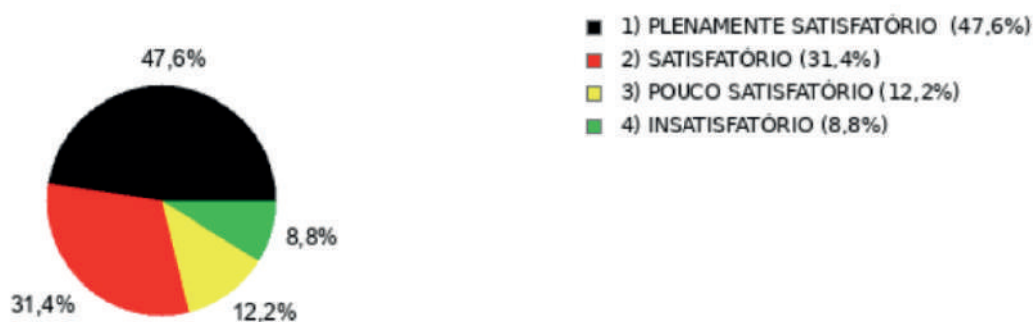 1) PLENAMENTE SATISFATÓRIO (47,6%)
2) SATISFATÓRIO (31,4%)
3) POUCO SATISFATÓRIO (12,2%)
4) INSATISFATÓRIO (8,8%)
47,6%
8,8%
31,4%
12,2%